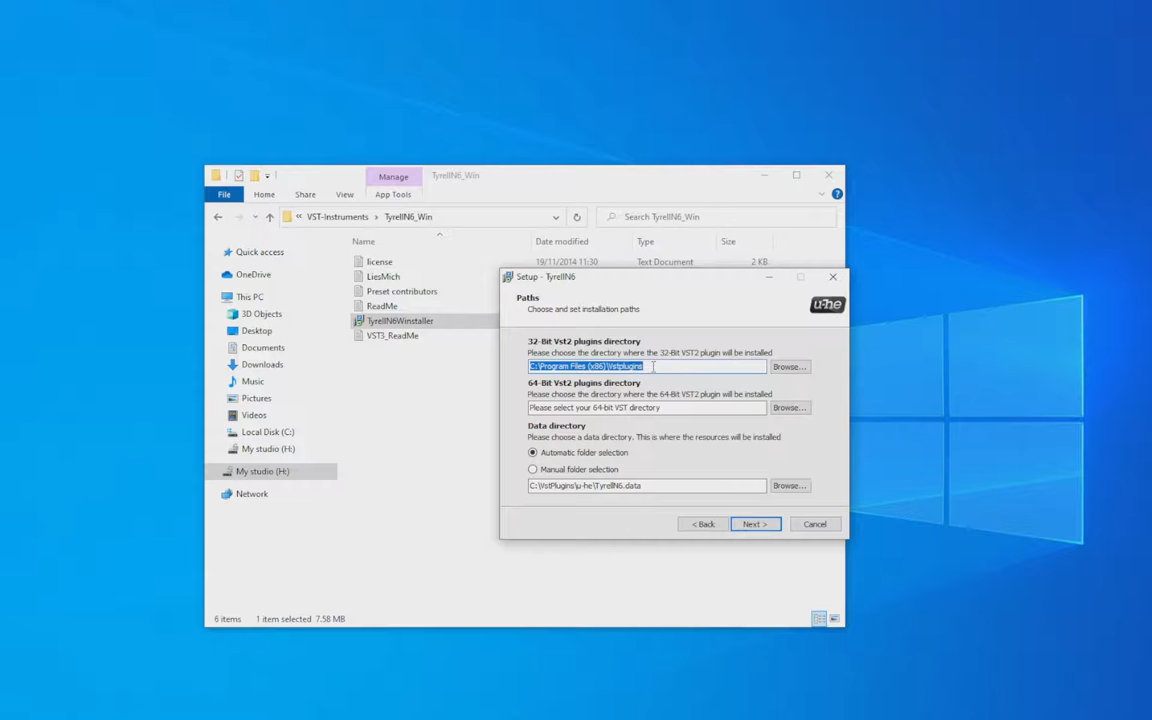 Manage
TyrellN6_Win
File
Home
Share
View
App Tools
VST-Instruments
TyrellN6_Win
Search TyrellN6_Win
Name
Date modified
Type
Size
Quick access
OneDrive
This PC
3D Objects
Desktop
Documents
Downloads
Music
Pictures
Videos
Local Disk (C:)
My studio (H:)
My studio (H:)
Network
license
19/11/2014 11:30
Text Document
2 KB
LiesMich
Preset contributors
ReadMe
TyrellN6Winstaller
VST3_ReadMe
Setup - TyrellN6
Paths
Choose and set installation paths
u-he
32-Bit Vst2 plugins directory
Please choose the directory where the 32-Bit VST2 plugin will be installed
C:\Program Files (x86)\Vstplugins
Browse...
64-Bit Vst2 plugins directory
Please choose the directory where the 64-Bit VST2 plugin will be installed
Please select your 64-bit VST directory
Browse...
Data directory
Please choose a data directory. This is where the resources will be installed
Automatic folder selection
Manual folder selection
C:\VstPlugins\u-he\TyrellN6.data
Browse...
< Back
Next >
Cancel
6 items
1 item selected 7.58 MB